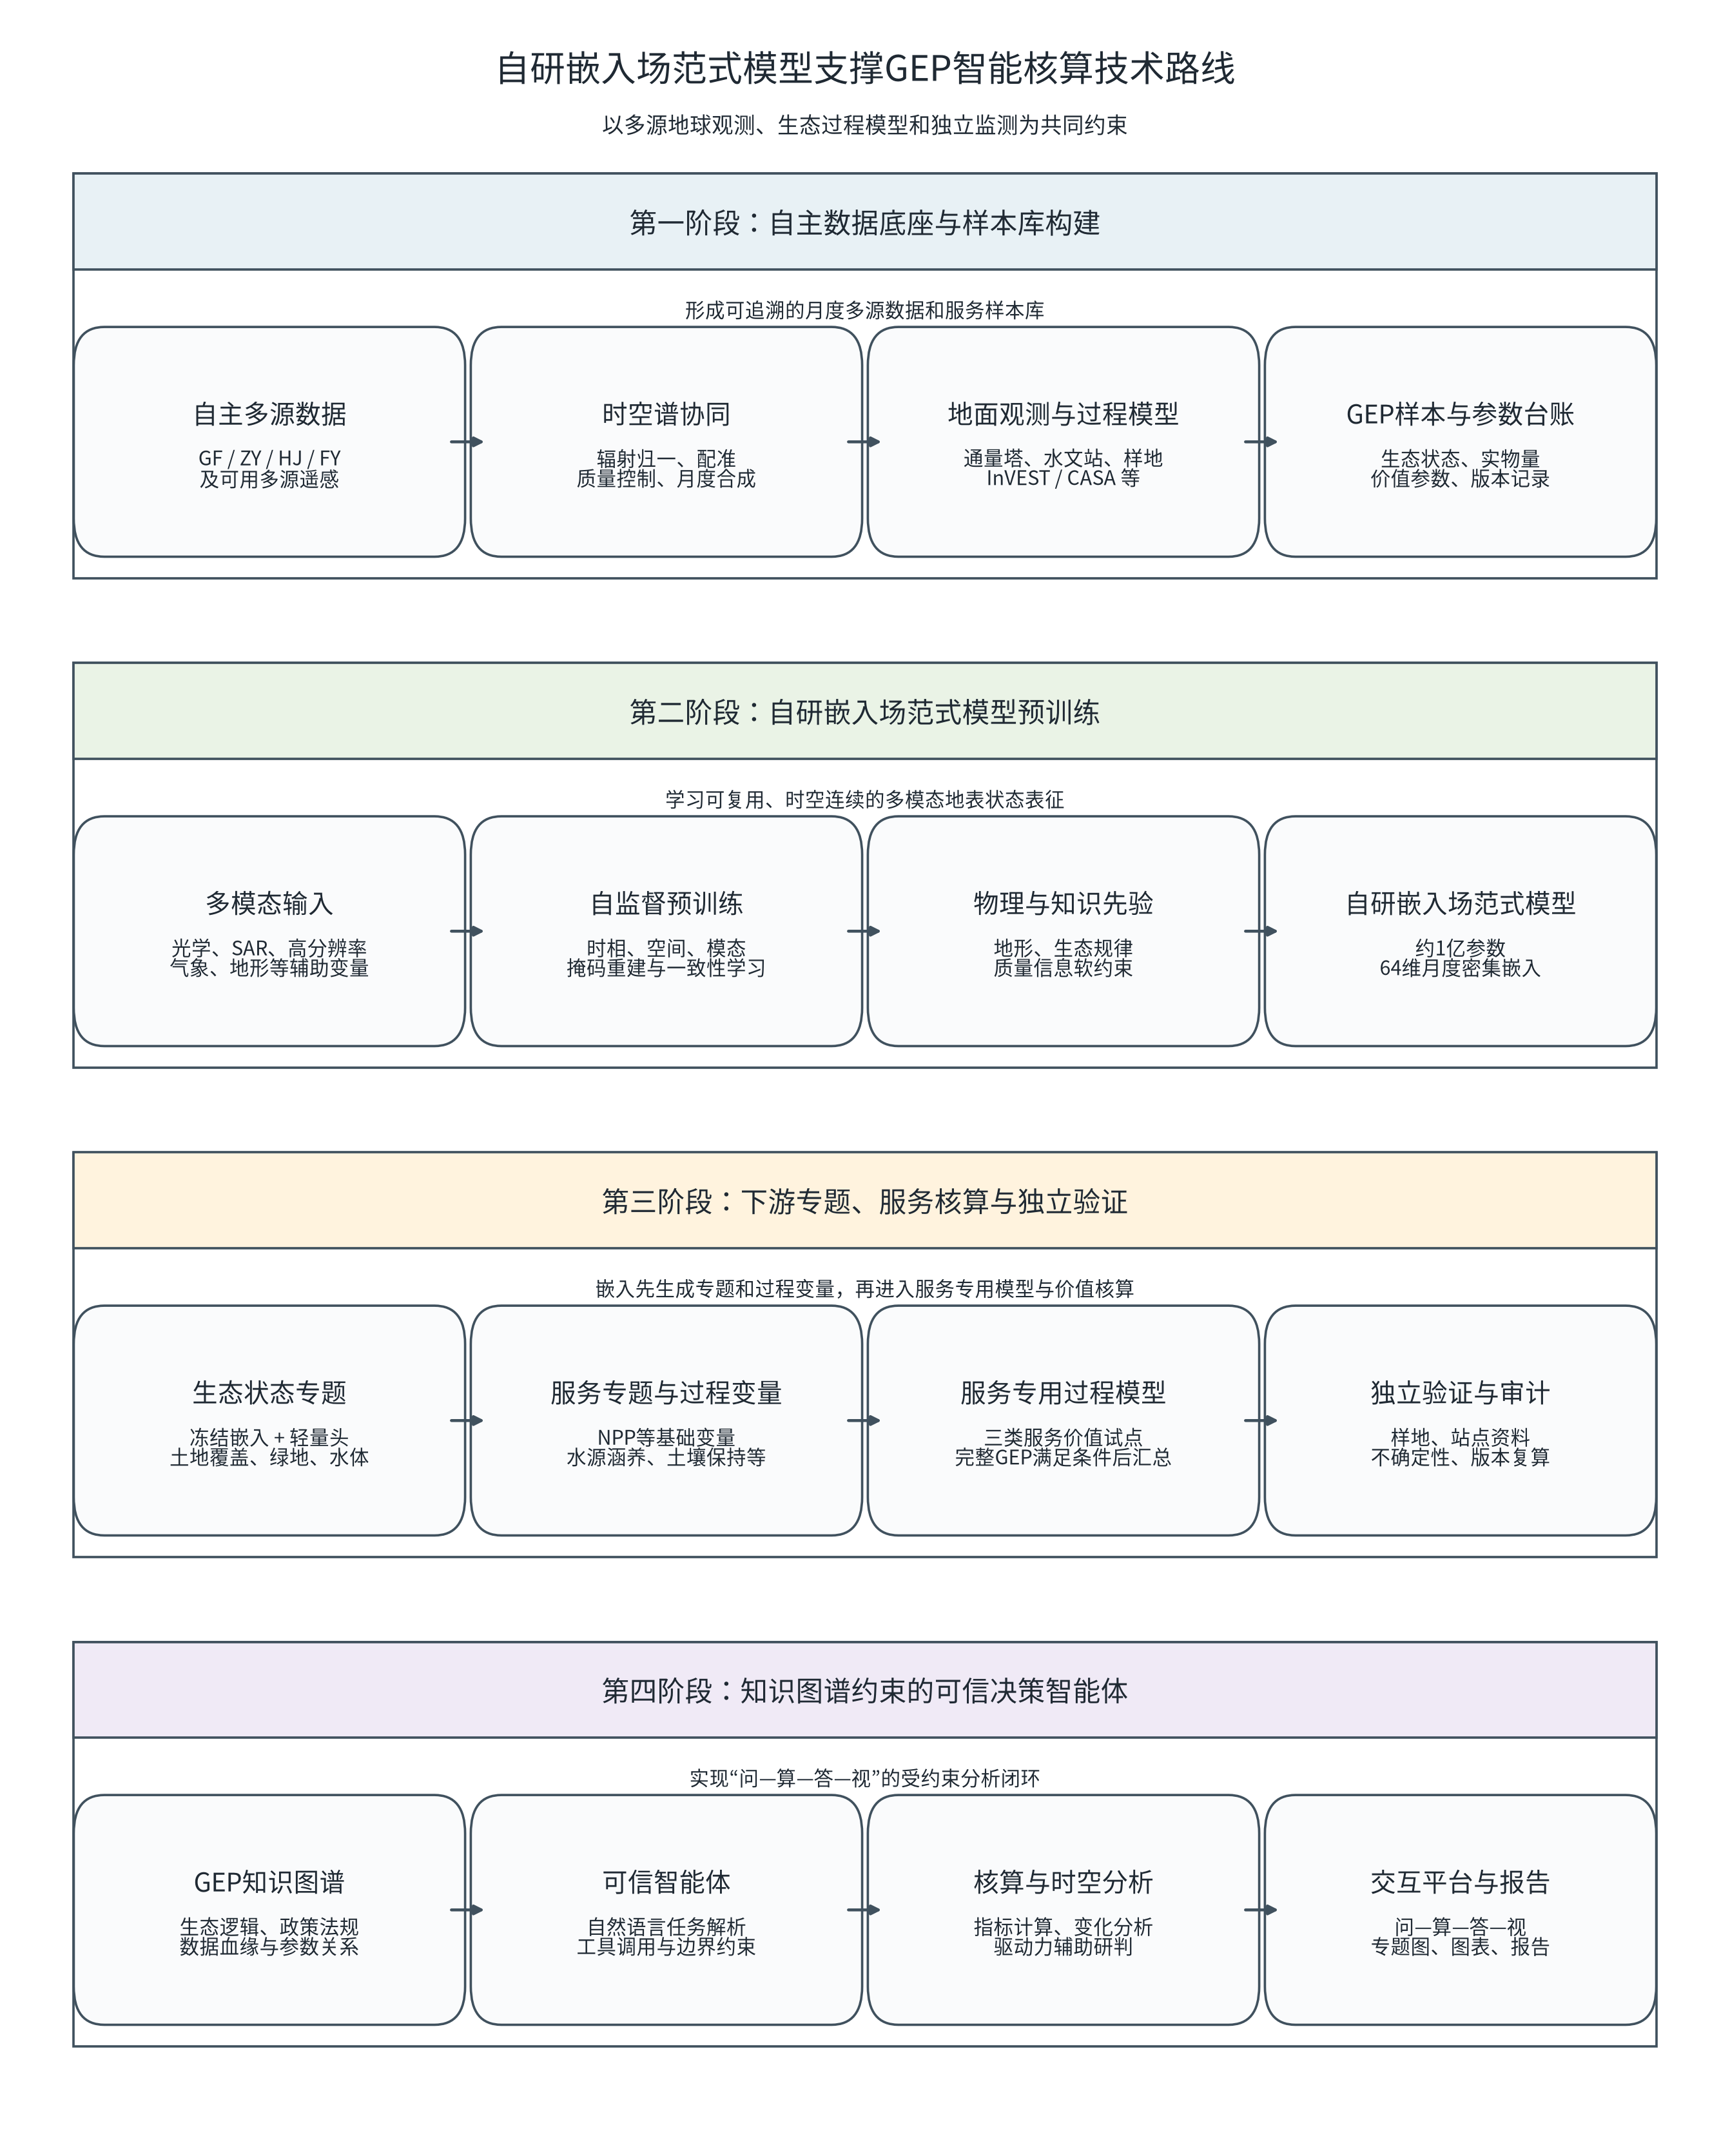 自研嵌入场范式模型支撑GEP智能核算技术路线
以多源地球观测、生态过程模型和独立监测为共同约束
第一阶段：自主数据底座与样本库构建
形成可追溯的月度多源数据和服务样本库
自主多源数据
GF / ZY / HJ / FY
及可用多源遥感
时空谱协同
辐射归一、配准
质量控制、月度合成
地面观测与过程模型
通量塔、水文站、样地
InVEST / CASA 等
GEP样本与参数台账
生态状态、实物量
价值参数、版本记录
第二阶段：自研嵌入场范式模型预训练
学习可复用、时空连续的多模态地表状态表征
多模态输入
光学、SAR、高分辨率
气象、地形等辅助变量
自监督预训练
时相、空间、模态
掩码重建与一致性学习
物理与知识先验
地形、生态规律
质量信息软约束
自研嵌入场范式模型
约1亿参数
64维月度密集嵌入
第三阶段：下游专题、服务核算与独立验证
嵌入先生成专题和过程变量，再进入服务专用模型与价值核算
生态状态专题
冻结嵌入 + 轻量头
土地覆盖、绿地、水体
服务专题与过程变量
NPP等基础变量
水源涵养、土壤保持等
服务专用过程模型
三类服务价值试点
完整GEP满足条件后汇总
独立验证与审计
样地、站点资料
不确定性、版本复算
第四阶段：知识图谱约束的可信决策智能体
实现“问—算—答—视”的受约束分析闭环
GEP知识图谱
生态逻辑、政策法规
数据血缘与参数关系
可信智能体
自然语言任务解析
工具调用与边界约束
核算与时空分析
指标计算、变化分析
驱动力辅助研判
交互平台与报告
问—算—答—视
专题图、图表、报告